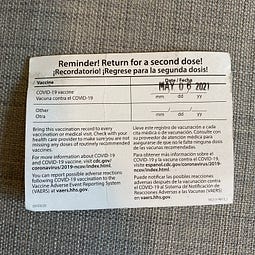 Reminder! Return for a second dose!
¡Recordatorio! ¡Regrese para la segunda dosis!
Vaccine Date / Fecha
COVID-19 vaccine MAY 06 2021
Vacuna contra el COVID-19 mm dd yy
Other
Otra mm dd yy
Bring this vaccination record to every
vaccination or medical visit. Check with your
health care provider to make sure you are not
missing any doses of routinely recommended
vaccines.
For more information about COVID-19
and COVID-19 vaccine, visit cdc.gov/
coronavirus/2019-ncov/index.html.
You can report possible adverse reactions
following COVID-19 vaccination to the
Vaccine Adverse Event Reporting System
(VAERS) at vaers.hhs.gov.
Lleve este registro de vacunación a cada
cita médica o de vacunación. Consulte con su
proveedor de atención médica para
asegurarse de que no le falte ninguna dosis
de las vacunas recomendadas.
Para obtener más información sobre el
COVID-19 y la vacuna contra el COVID-19,
visite espanol.cdc.gov/coronavirus/2019-
ncov/index.html.
Puede notificar las posibles reacciones
adversas después de la vacunación contra
el COVID-19 al Sistema de Notificación de
Reacciones Adversas a las Vacunas (VAERS)
en vaers.hhs.gov.